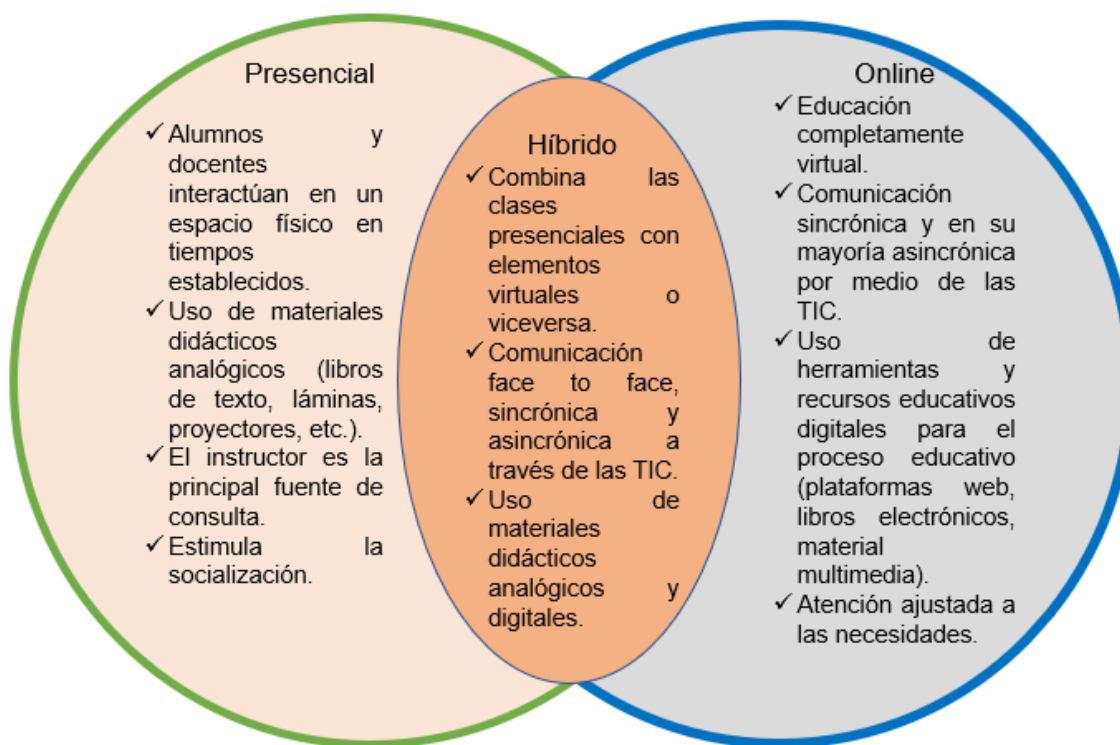 Presencial
✓ Alumnos y
docentes
interactúan en un
espacio físico en
tiempos
establecidos.
✓ Uso de materiales
didácticos
analógicos (libros
de texto, láminas,
proyectores, etc.).
✓ El instructor es la
principal fuente de
consulta.
✓ Estimula la
socialización.
Híbrido
✓ Combina las
clases
presenciales con
elementos
virtuales o
viceversa.
✓ Comunicación
face to face,
sincrónica y
asincrónica a
través de las TIC.
✓ Uso de
materiales
didácticos
analógicos y
digitales.
Online
✓ Educación
completamente
virtual.
✓ Comunicación
sincrónica y en su
mayoría asincrónica
por medio de las
TIC.
✓ Uso de
herramientas y
recursos educativos
digitales para el
proceso educativo
(plataformas web,
libros electrónicos,
material
multimedia).
✓ Atención ajustada a
las necesidades.